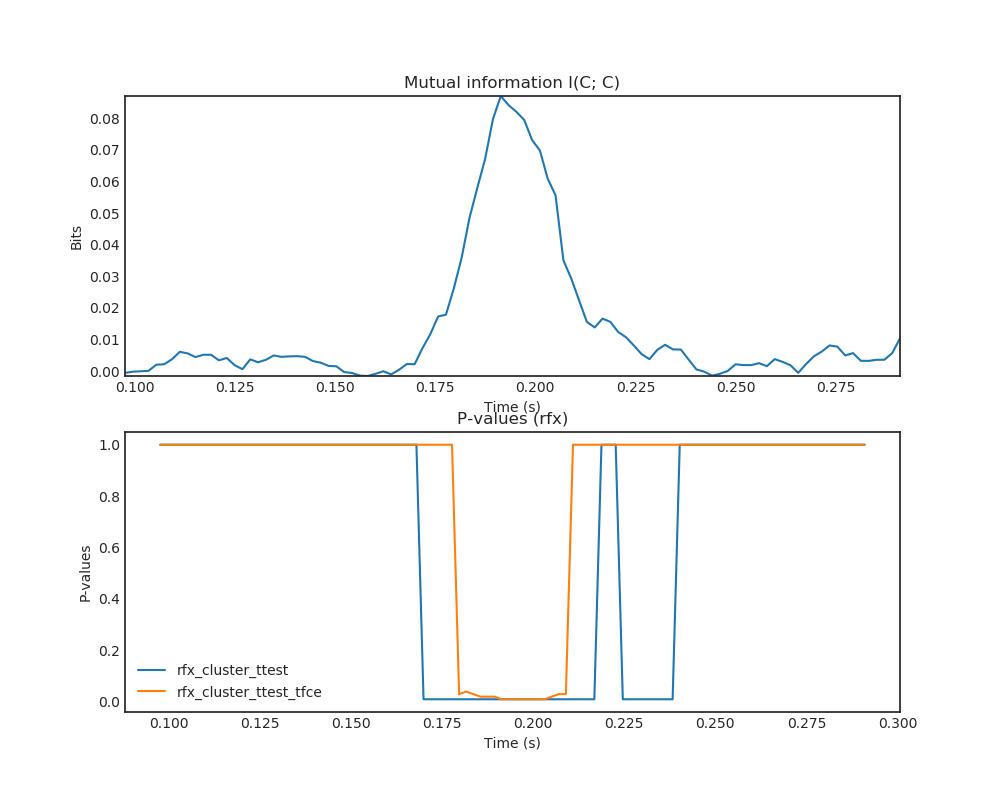 Mutual information I(C; C)
0.08
0.07
0.06
0.05
0.04
0.03
0.02
0.01
0.00
Bits
0.100 0.125 0.150 0.175 0.200 0.225 0.250 0.275
Time (s)
P-values (rfx)
1.0
0.8
0.6
0.4
0.2
0.0
P-values
rfx_cluster_ttest
rfx_cluster_ttest_tfce
0.100 0.125 0.150 0.175 0.200 0.225 0.250 0.275 0.300
Time (s)